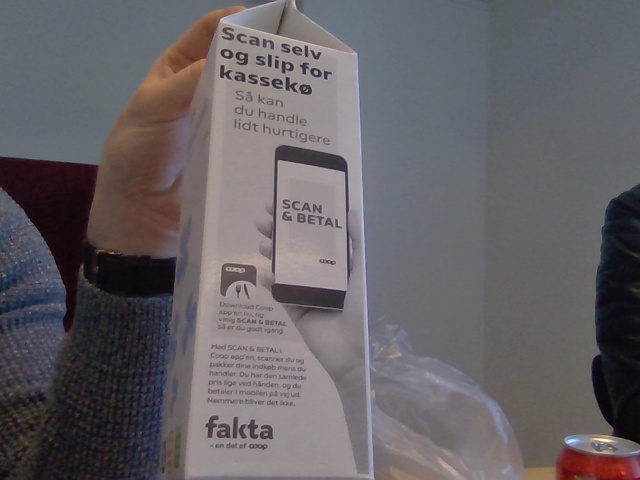 Scan selv
og slip for
kassekø
Så kan
du handle
lidt hurtigere
SCAN
& BETAL
coop
coop
Download Coop
app'en nu og
vælg SCAN & BETAL
så er du godt igang
Med SCAN & BETAL i
Coop app'en, scanner du og
pakker dine indkøb mens du
handler. Du har den samlede
pris lige ved hånden, og du
betaler i mobilen på vej ud.
Nemmere bliver det ikke.
fakta
- en del af coop